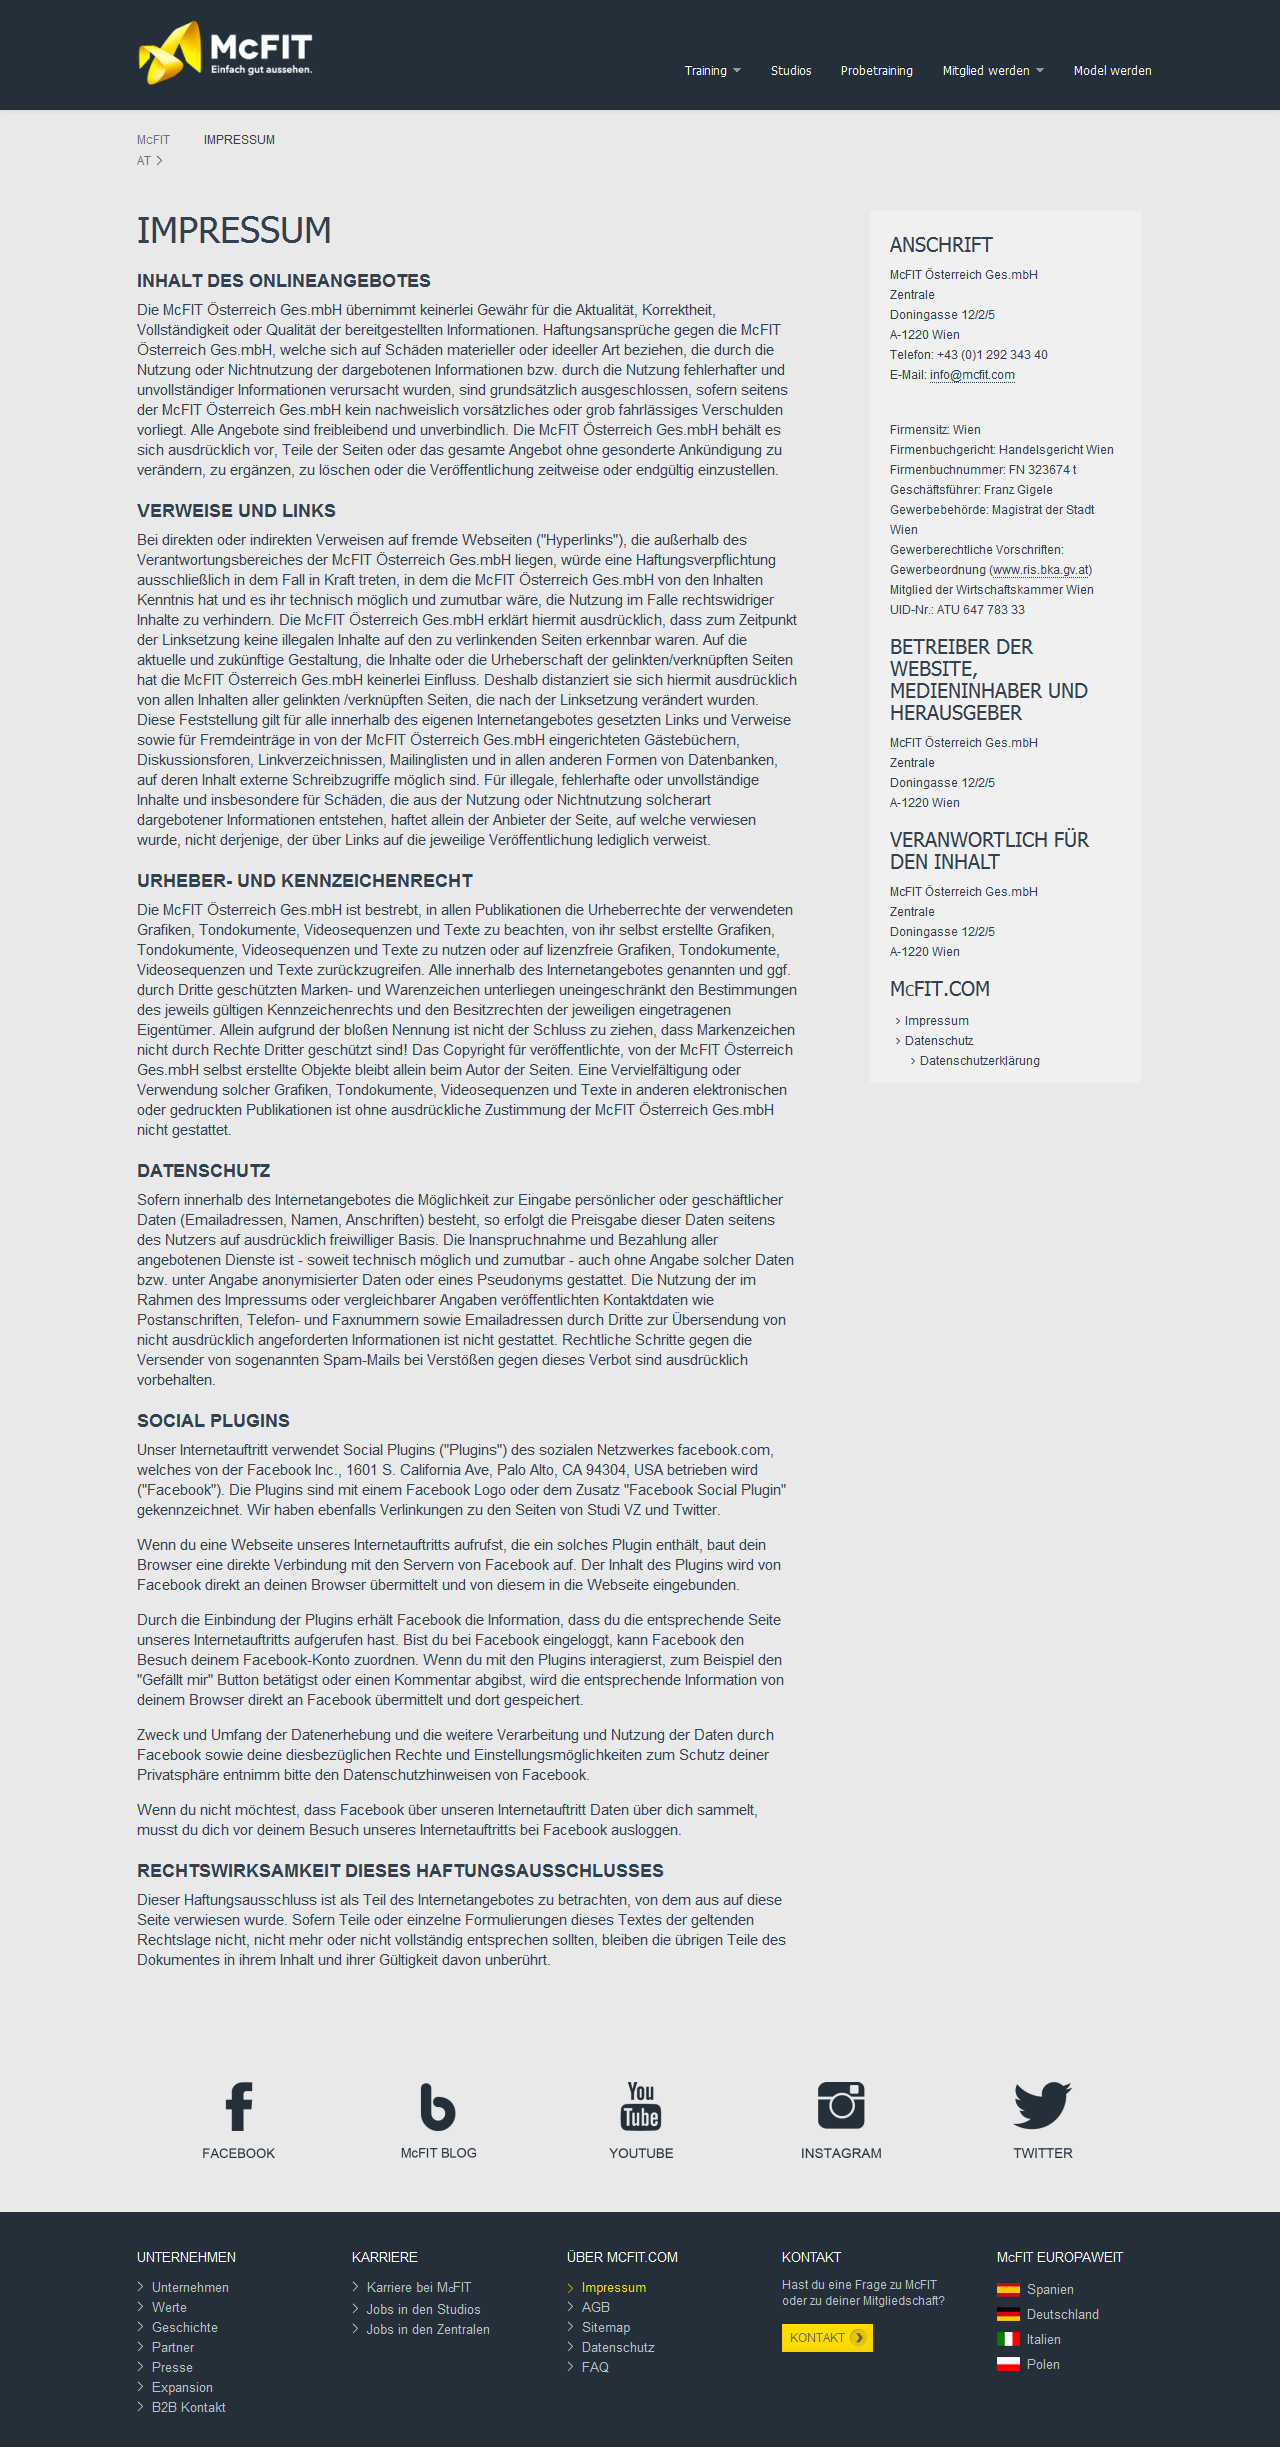 McFIT
Einfach gut aussehen.
Training
Studios
Probetraining
Mitglied werden
Model werden
McFIT
AT
IMPRESSUM
IMPRESSUM
INHALT DES ONLINEANGEBOTES
Die McFIT Österreich Ges.mbH übernimmt keinerlei Gewähr für die Aktualität, Korrektheit,
Vollständigkeit oder Qualität der bereitgestellten Informationen. Haftungsansprüche gegen die McFIT
Österreich Ges.mbH, welche sich auf Schäden materieller oder ideeller Art beziehen, die durch die
Nutzung oder Nichtnutzung der dargebotenen Informationen bzw. durch die Nutzung fehlerhafter und
unvollständiger Informationen verursacht wurden, sind grundsätzlich ausgeschlossen, sofern seitens
der McFIT Österreich Ges.mbH kein nachweislich vorsätzliches oder grob fahrlässiges Verschulden
vorliegt. Alle Angebote sind freibleibend und unverbindlich. Die McFIT Österreich Ges.mbH behält es
sich ausdrücklich vor, Teile der Seiten oder das gesamte Angebot ohne gesonderte Ankündigung zu
verändern, zu ergänzen, zu löschen oder die Veröffentlichung zeitweise oder endgültig einzustellen.
VERWEISE UND LINKS
Bei direkten oder indirekten Verweisen auf fremde Webseiten ("Hyperlinks"), die außerhalb des
Verantwortungsbereiches der McFIT Österreich Ges.mbH liegen, würde eine Haftungsverpflichtung
ausschließlich in dem Fall in Kraft treten, in dem die McFIT Österreich Ges.mbH von den Inhalten
Kenntnis hat und es ihr technisch möglich und zumutbar wäre, die Nutzung im Falle rechtswidriger
Inhalte zu verhindern. Die McFIT Österreich Ges.mbH erklärt hiermit ausdrücklich, dass zum Zeitpunkt
der Linksetzung keine illegalen Inhalte auf den zu verlinkenden Seiten erkennbar waren. Auf die
aktuelle und zukünftige Gestaltung, die Inhalte oder die Urheberschaft der gelinkten/verknüpften Seiten
hat die McFIT Österreich Ges.mbH keinerlei Einfluss. Deshalb distanziert sie sich hiermit ausdrücklich
von allen Inhalten aller gelinkten /verknüpften Seiten, die nach der Linksetzung verändert wurden.
Diese Feststellung gilt für alle innerhalb des eigenen Internetangebotes gesetzten Links und Verweise
sowie für Fremdeinträge in von der McFIT Österreich Ges.mbH eingerichteten Gästebüchern,
Diskussionsforen, Linkverzeichnissen, Mailinglisten und in allen anderen Formen von Datenbanken,
auf deren Inhalt externe Schreibzugriffe möglich sind. Für illegale, fehlerhafte oder unvollständige
Inhalte und insbesondere für Schäden, die aus der Nutzung oder Nichtnutzung solcherart
dargebotener Informationen entstehen, haftet allein der Anbieter der Seite, auf welche verwiesen
wurde, nicht derjenige, der über Links auf die jeweilige Veröffentlichung lediglich verweist.
URHEBER- UND KENNZEICHENRECHT
Die McFIT Österreich Ges.mbH ist bestrebt, in allen Publikationen die Urheberrechte der verwendeten
Grafiken, Tondokumente, Videosequenzen und Texte zu beachten, von ihr selbst erstellte Grafiken,
Tondokumente, Videosequenzen und Texte zu nutzen oder auf lizenzfreie Grafiken, Tondokumente,
Videosequenzen und Texte zurückzugreifen. Alle innerhalb des Internetangebotes genannten und ggf.
durch Dritte geschützten Marken- und Warenzeichen unterliegen uneingeschränkt den Bestimmungen
des jeweils gültigen Kennzeichenrechts und den Besitzrechten der jeweiligen eingetragenen
Eigentümer. Allein aufgrund der bloßen Nennung ist nicht der Schluss zu ziehen, dass Markenzeichen
nicht durch Rechte Dritter geschützt sind! Das Copyright für veröffentlichte, von der McFIT Österreich
Ges.mbH selbst erstellte Objekte bleibt allein beim Autor der Seiten. Eine Vervielfältigung oder
Verwendung solcher Grafiken, Tondokumente, Videosequenzen und Texte in anderen elektronischen
oder gedruckten Publikationen ist ohne ausdrückliche Zustimmung der McFIT Österreich Ges.mbH
nicht gestattet.
DATENSCHUTZ
Sofern innerhalb des Internetangebotes die Möglichkeit zur Eingabe persönlicher oder geschäftlicher
Daten (Emailadressen, Namen, Anschriften) besteht, so erfolgt die Preisgabe dieser Daten seitens
des Nutzers auf ausdrücklich freiwilliger Basis. Die Inanspruchnahme und Bezahlung aller
angebotenen Dienste ist - soweit technisch möglich und zumutbar - auch ohne Angabe solcher Daten
bzw. unter Angabe anonymisierter Daten oder eines Pseudonyms gestattet. Die Nutzung der im
Rahmen des Impressums oder vergleichbarer Angaben veröffentlichten Kontaktdaten wie
Postanschriften, Telefon- und Faxnummern sowie Emailadressen durch Dritte zur Übersendung von
nicht ausdrücklich angeforderten Informationen ist nicht gestattet. Rechtliche Schritte gegen die
Versender von sogenannten Spam-Mails bei Verstößen gegen dieses Verbot sind ausdrücklich
vorbehalten.
SOCIAL PLUGINS
Unser Internetauftritt verwendet Social Plugins ("Plugins") des sozialen Netzwerkes facebook.com,
welches von der Facebook Inc., 1601 S. California Ave, Palo Alto, CA 94304, USA betrieben wird
("Facebook"). Die Plugins sind mit einem Facebook Logo oder dem Zusatz "Facebook Social Plugin"
gekennzeichnet. Wir haben ebenfalls Verlinkungen zu den Seiten von Studi VZ und Twitter.
Wenn du eine Webseite unseres Internetauftritts aufrufst, die ein solches Plugin enthält, baut dein
Browser eine direkte Verbindung mit den Servern von Facebook auf. Der Inhalt des Plugins wird von
Facebook direkt an deinen Browser übermittelt und von diesem in die Webseite eingebunden.
Durch die Einbindung der Plugins erhält Facebook die Information, dass du die entsprechende Seite
unseres Internetauftritts aufgerufen hast. Bist du bei Facebook eingeloggt, kann Facebook den
Besuch deinem Facebook-Konto zuordnen. Wenn du mit den Plugins interagierst, zum Beispiel den
"Gefällt mir" Button betätigst oder einen Kommentar abgibst, wird die entsprechende Information von
deinem Browser direkt an Facebook übermittelt und dort gespeichert.
Zweck und Umfang der Datenerhebung und die weitere Verarbeitung und Nutzung der Daten durch
Facebook sowie deine diesbezüglichen Rechte und Einstellungsmöglichkeiten zum Schutz deiner
Privatsphäre entnimm bitte den Datenschutzhinweisen von Facebook.
Wenn du nicht möchtest, dass Facebook über unseren Internetauftritt Daten über dich sammelt,
musst du dich vor deinem Besuch unseres Internetauftritts bei Facebook ausloggen.
RECHTSWIRKSAMKEIT DIESES HAFTUNGSAUSSCHLUSSES
Dieser Haftungsausschluss ist als Teil des Internetangebotes zu betrachten, von dem aus auf diese
Seite verwiesen wurde. Sofern Teile oder einzelne Formulierungen dieses Textes der geltenden
Rechtslage nicht, nicht mehr oder nicht vollständig entsprechen sollten, bleiben die übrigen Teile des
Dokumentes in ihrem Inhalt und ihrer Gültigkeit davon unberührt.
ANSCHRIFT
McFIT Österreich Ges.mbH
Zentrale
Doningasse 12/2/5
A-1220 Wien
Telefon: +43 (0)1 292 343 40
E-Mail: info@mcfit.com
Firmensitz: Wien
Firmenbuchgericht: Handelsgericht Wien
Firmenbuchnummer: FN 323674 t
Geschäftsführer: Franz Gigele
Gewerbebehörde: Magistrat der Stadt
Wien
Gewerberechtliche Vorschriften:
Gewerbeordnung (www.ris.bka.gv.at)
Mitglied der Wirtschaftskammer Wien
UID-Nr.: ATU 647 783 33
BETREIBER DER
WEBSITE,
MEDIENINHABER UND
HERAUSGEBER
McFIT Österreich Ges.mbH
Zentrale
Doningasse 12/2/5
A-1220 Wien
VERANWORTLICH FÜR
DEN INHALT
McFIT Österreich Ges.mbH
Zentrale
Doningasse 12/2/5
A-1220 Wien
McFIT.COM
Impressum
Datenschutz
Datenschutzerklärung
You
Tube
FACEBOOK
McFIT BLOG
YOUTUBE
INSTAGRAM
TWITTER
UNTERNEHMEN
Unternehmen
Werte
Geschichte
Partner
Presse
Expansion
B2B Kontakt
KARRIERE
Karriere bei McFIT
Jobs in den Studios
Jobs in den Zentralen
ÜBER MCFIT.COM
Impressum
AGB
Sitemap
Datenschutz
FAQ
KONTAKT
Hast du eine Frage zu McFIT
oder zu deiner Mitgliedschaft?
KONTAKT
McFIT EUROPAWEIT
Spanien
Deutschland
Italien
Polen